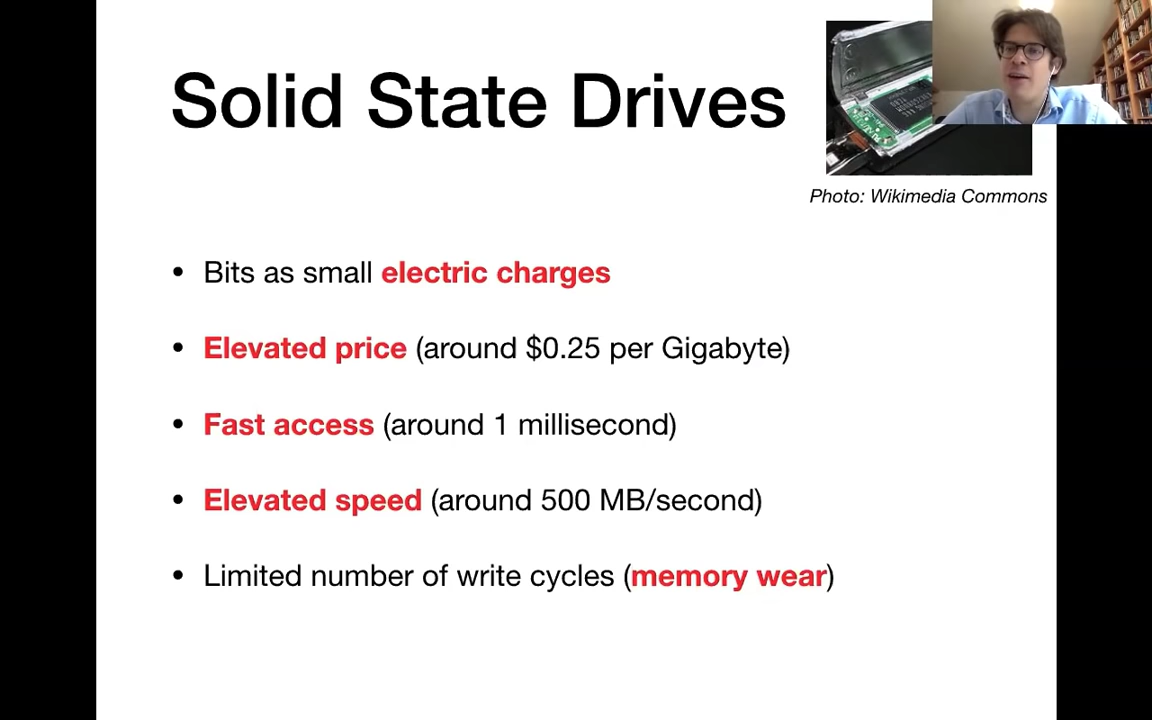 Solid State Drives
Photo: Wikimedia Commons
• Bits as small electric charges
• Elevated price (around $0.25 per Gigabyte)
• Fast access (around 1 millisecond)
• Elevated speed (around 500 MB/second)
• Limited number of write cycles (memory wear)